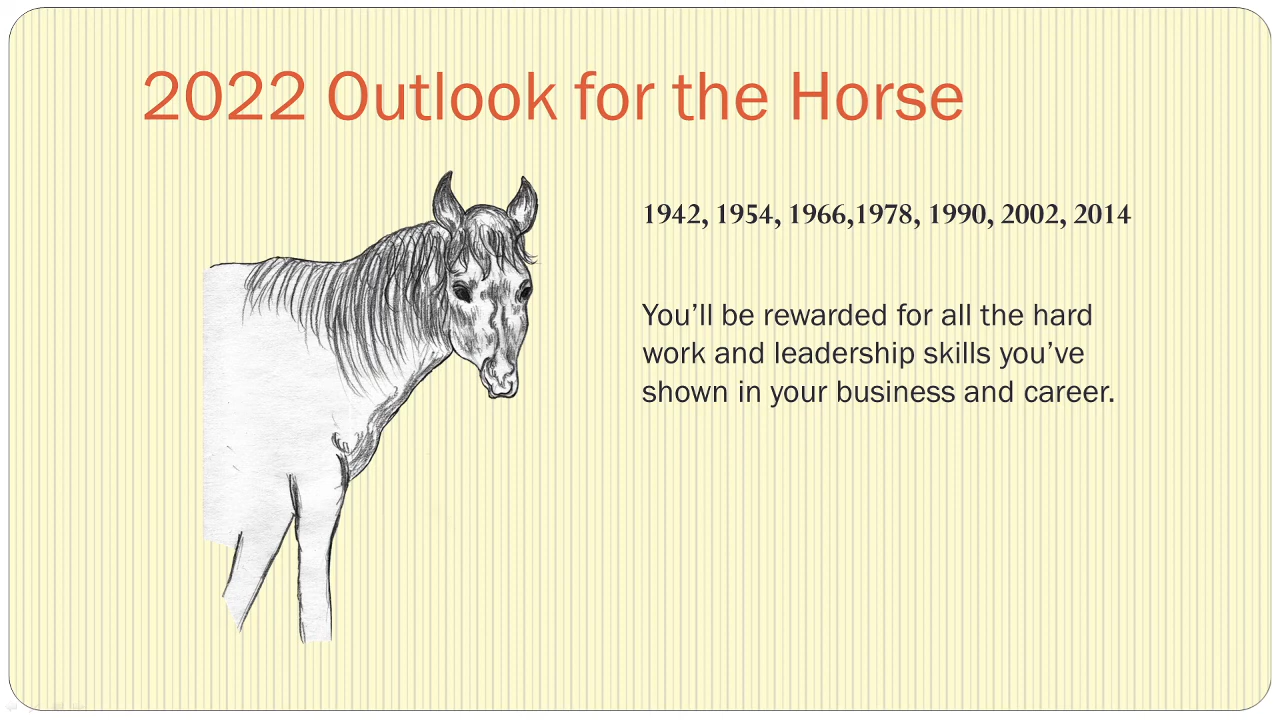 2022 Outlook for the Horse
1942, 1954, 1966,1978, 1990, 2002, 2014
You’ll be rewarded for all the hard
work and leadership skills you’ve
shown in your business and career.